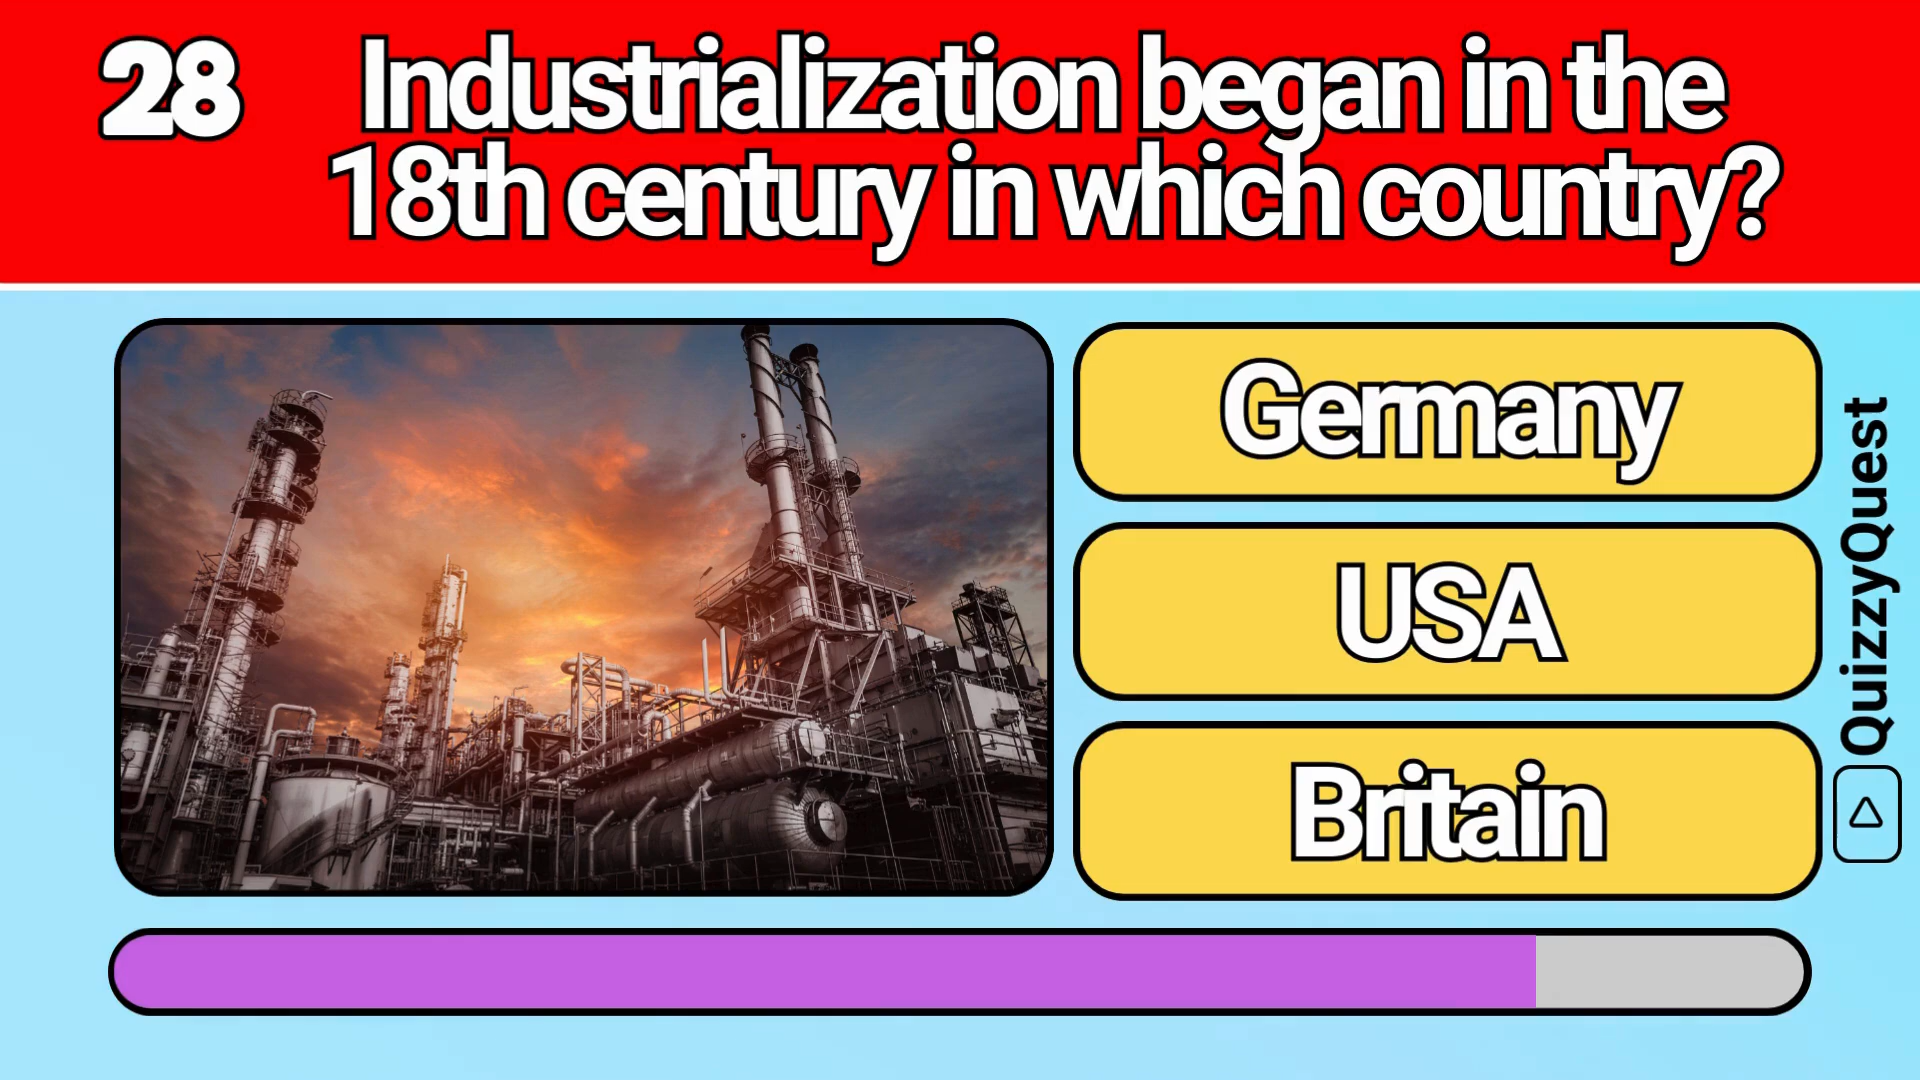 28
Industrialization began in the
18th century in which country?
Germany
USA
Britain
QuizzyQuest